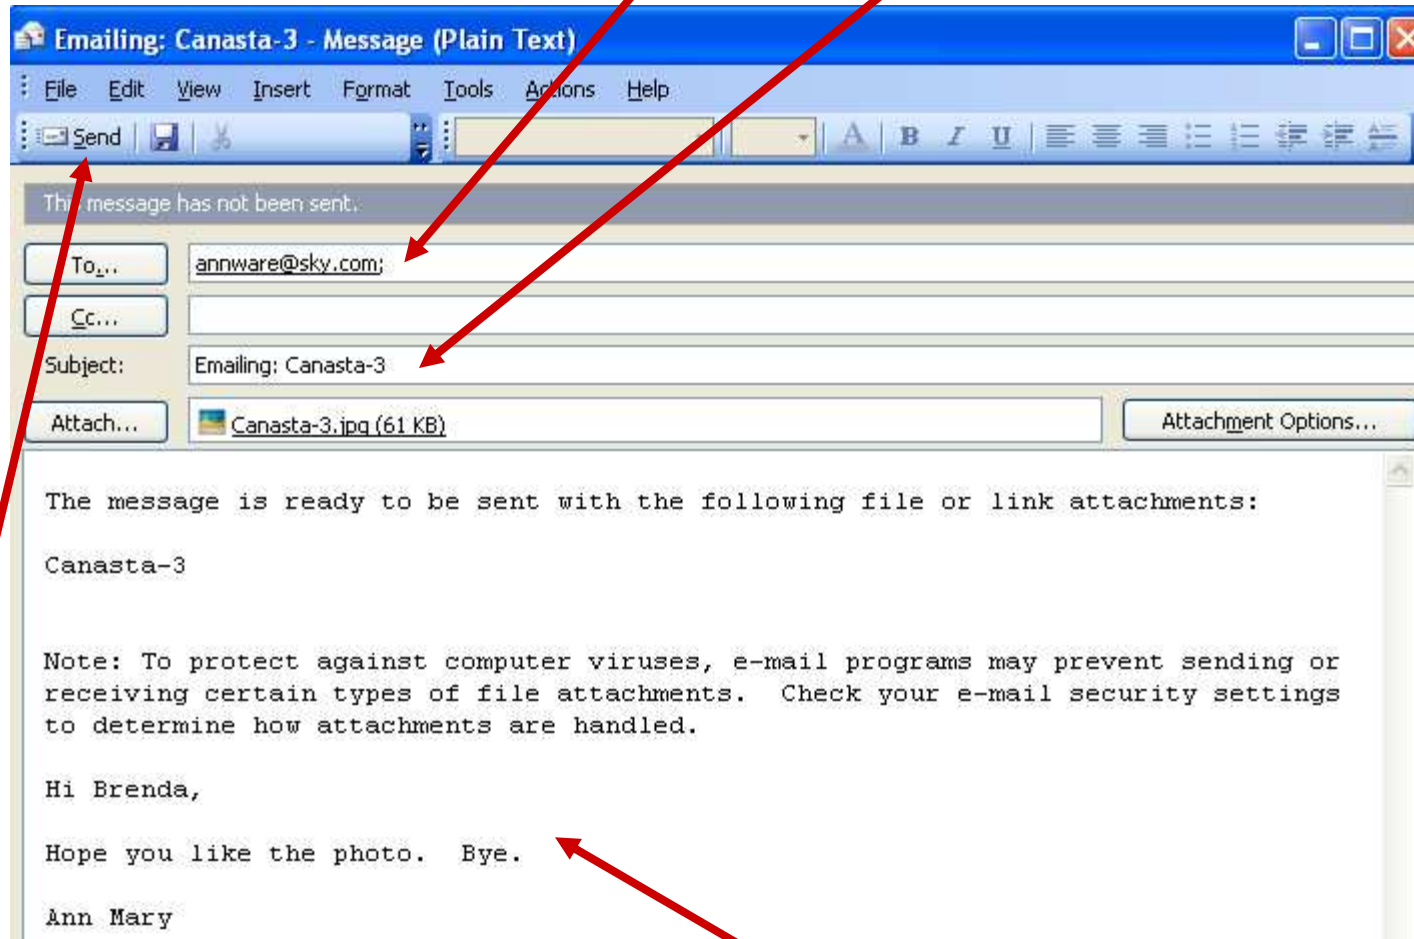 Emailing: Canasta-3 - Message (Plain Text)
File Edit View Insert Format Tools Actions Help
Send A B I U
This message has not been sent.
To... annware@sky.com;
Cc...
Subject: Emailing: Canasta-3
Attach... Canasta-3.jpg (61 KB) Attachment Options...
The message is ready to be sent with the following file or link attachments:
Canasta-3
Note: To protect against computer viruses, e-mail programs may prevent sending or
receiving certain types of file attachments. Check your e-mail security settings
to determine how attachments are handled.
Hi Brenda,
Hope you like the photo. Bye.
Ann Mary